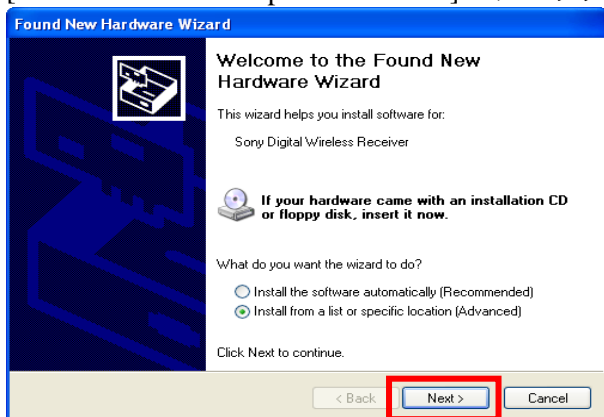 Found New Hardware Wizard
Welcome to the Found New
Hardware Wizard
This wizard helps you install software for:
Sony Digital Wireless Receiver
If your hardware came with an installation CD
or floppy disk, insert it now.
What do you want the wizard to do?
Install the software automatically (Recommended)
Install from a list or specific location (Advanced)
Click Next to continue.
< Back Next > Cancel